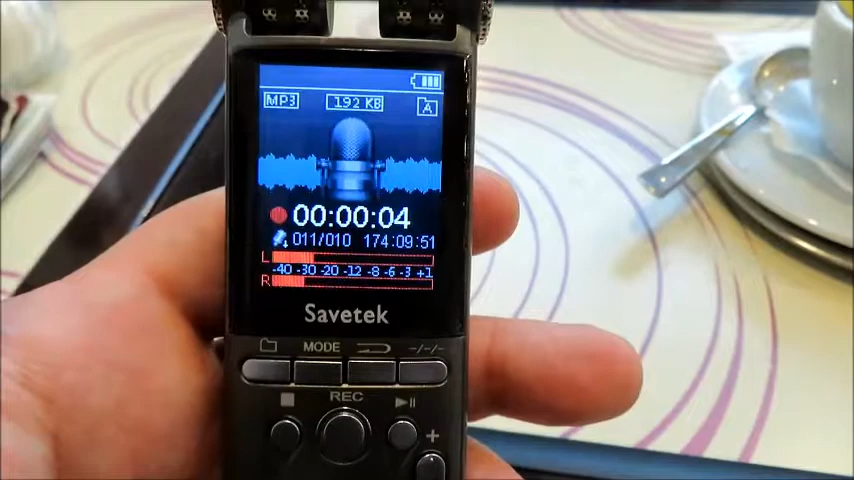 MP3 192 KB A
00:00:04
011/010 174:09:51
L
-40 -30 -20 -12 -8 -6 -3 +1
R
Savetek
MODE -/-/-
REC
+